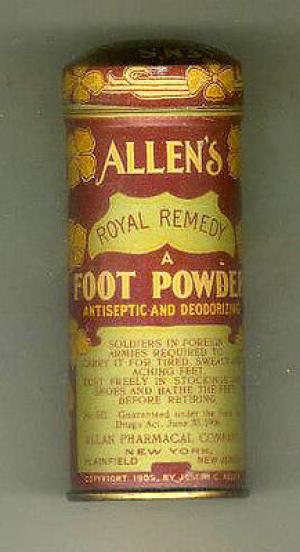 ALLEN'S
ROYAL REMEDY
A
FOOT POWDER
ANTISEPTIC AND DEODORIZING
SOLDIERS IN FOREIGN
ARMIES REQUIRED TO
CARRY IT FOR TIRED, SWEATY
ACHING FEET.
DUST FREELY IN STOCKINGS
SHOES AND BATHE THE FEET
BEFORE RETIRING
Guaranteed under the
Drugs Act, June 30, 1906
ALLAN PHARMACAL COMPANY
NEW YORK,
PLAINFIELD NEW JERSEY
COPYRIGHT 1905, BY JOSEPH C.